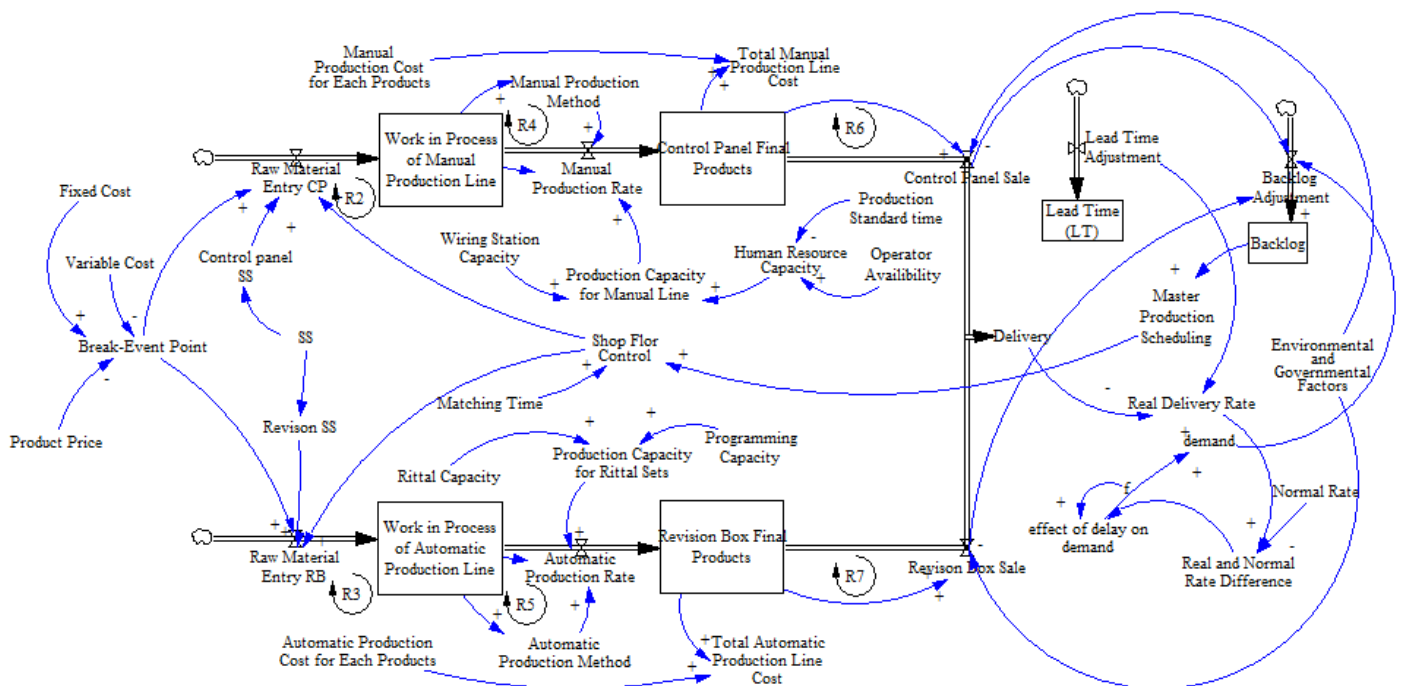 Manual
Production Cost
for Each Products
Total Manual
Production Line
Cost
Manual Production
Method
R4
R6
Work in Process
of Manual
Production Line
Control Panel Final
Products
Lead Time
Adjustment
Raw Material
Entry CP
Manual
Production Rate
Control Panel Sale
Backlog
Adjustment
R2
Fixed Cost
Production
Standard time
Lead Time
(LT)
Backlog
Wiring Station
Capacity
Human Resource
Capacity
Operator
Availibility
Control panel
SS
Variable Cost
Production Capacity
for Manual Line
Master
Production
Scheduling
Break-Event Point
SS
Shop Flor
Control
Delivery
Environmental
and
Governmental
Factors
Matching Time
Real Delivery Rate
Product Price
Revison SS
Rittal Capacity
Production Capacity
for Rittal Sets
Programming
Capacity
demand
f
Normal Rate
effect of delay on
demand
Work in Process
of Automatic
Production Line
Revision Box Final
Products
Raw Material
Entry RB
Automatic
Production Rate
Revison Box Sale
Real and Normal
Rate Difference
R3
R5
R7
Automatic Production
Cost for Each Products
Automatic
Production Method
Total Automatic
Production Line
Cost